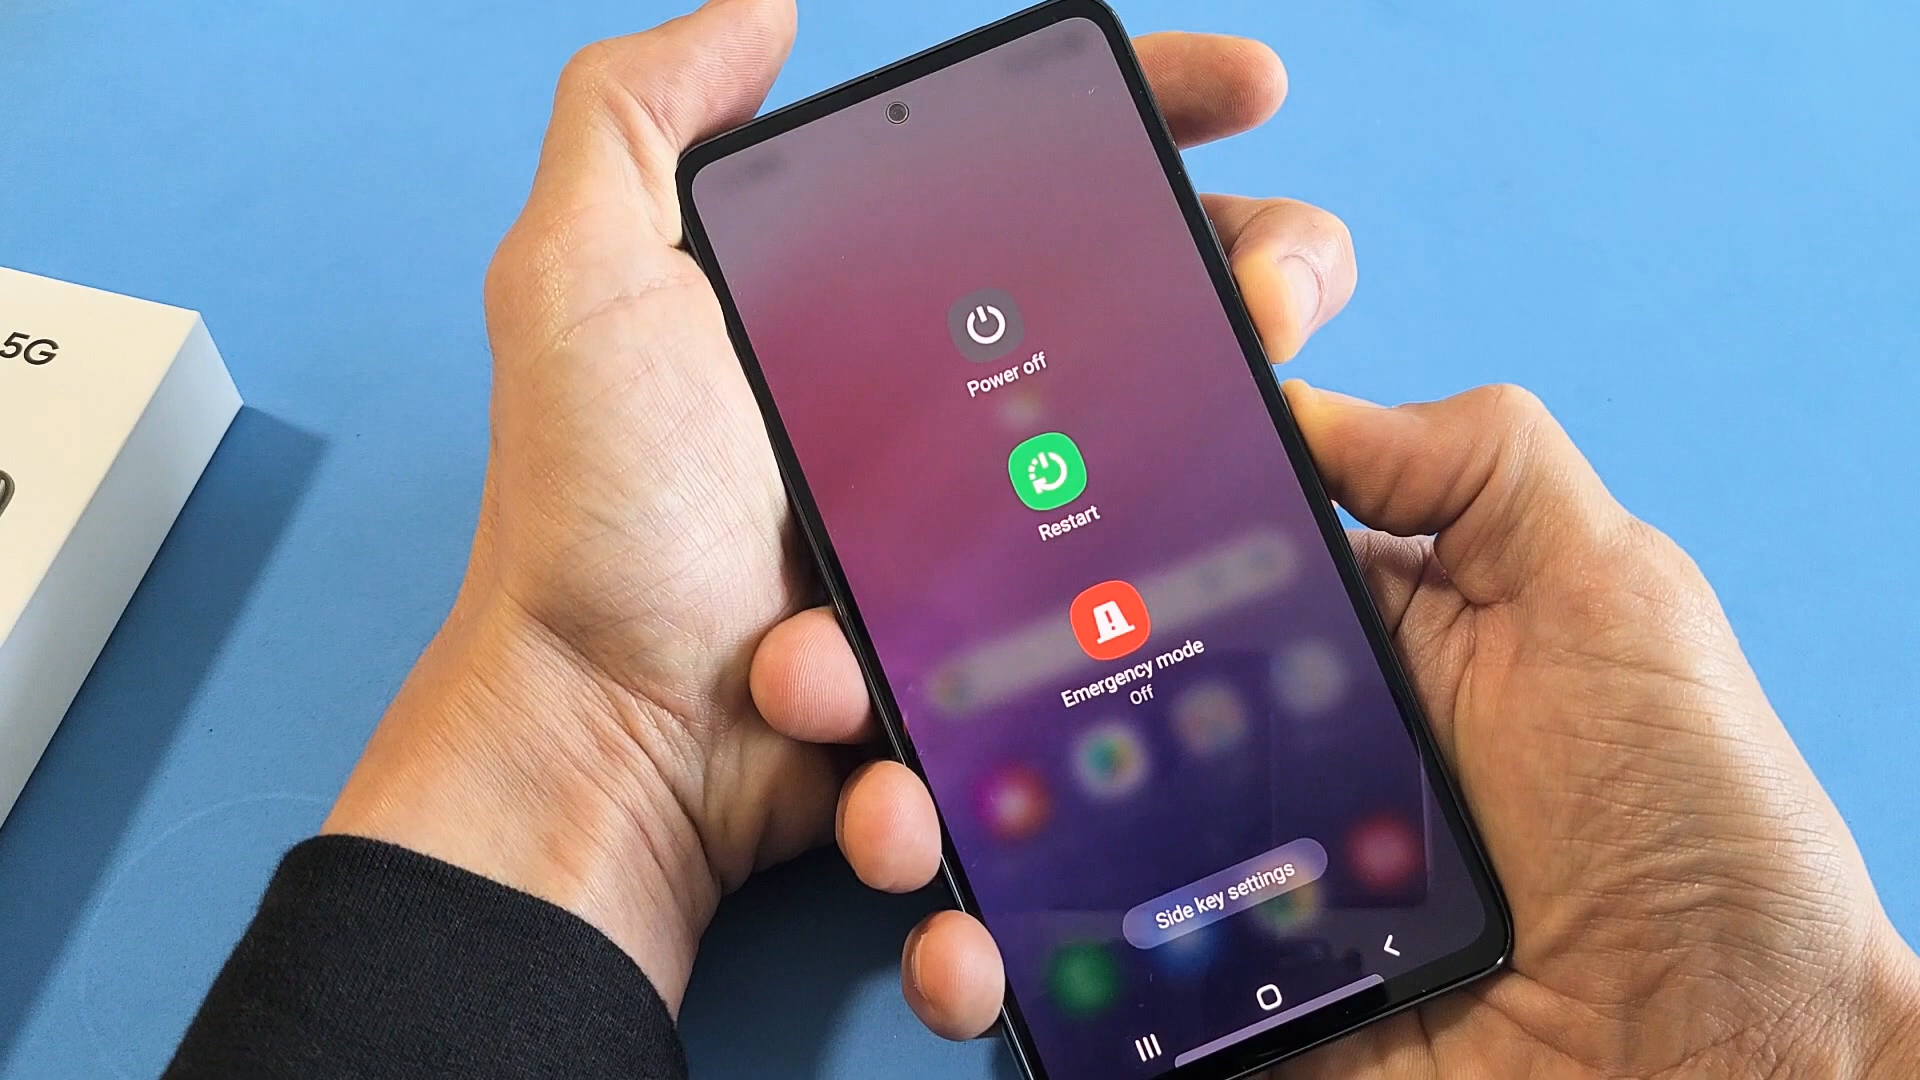 5G
Power off
Restart
Emergency mode
Off
Side key settings